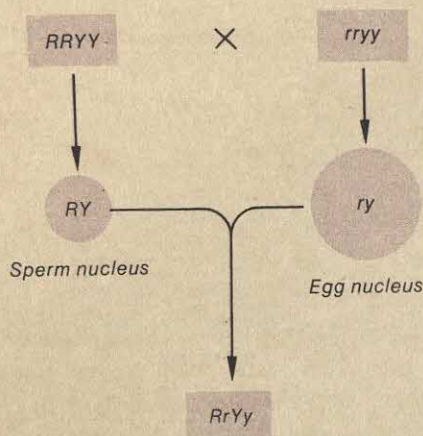 RRYY × rryy
RY ry
Sperm nucleus
Egg nucleus
RrYy